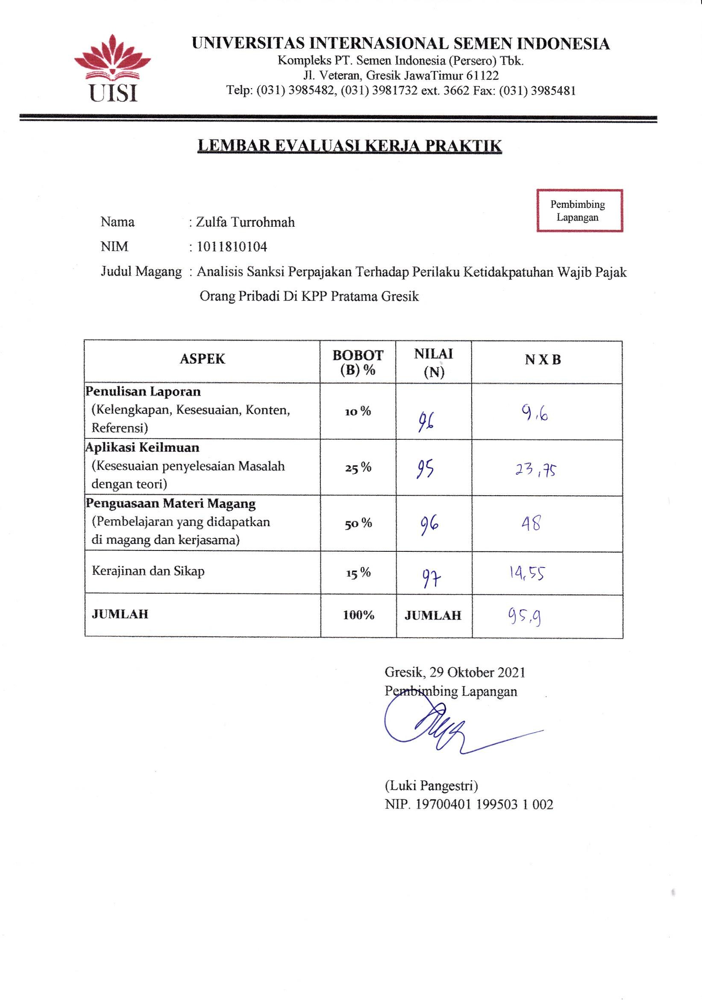 UISI
UNIVERSITAS INTERNASIONAL SEMEN INDONESIA
Kompleks PT. Semen Indonesia (Persero) Tbk.
Jl. Veteran, Gresik JawaTimur 61122
Telp: (031) 3985482, (031) 3981732 ext. 3662 Fax: (031) 3985481
LEMBAR EVALUASI KERJA PRAKTIK
Pembimbing
Lapangan
Nama : Zulfa Turrohmah
NIM : 1011810104
Judul Magang : Analisis Sanksi Perpajakan Terhadap Perilaku Ketidakpatuhan Wajib Pajak
Orang Pribadi Di KPP Pratama Gresik
ASPEK BOBOT (B) % NILAI (N) N X B
Penulisan Laporan
(Kelengkapan, Kesesuaian, Konten, 10 % 96 9,6
Referensi)
Aplikasi Keilmuan
(Kesesuaian penyelesaian Masalah 25 % 95 23,75
dengan teori)
Penguasaan Materi Magang
(Pembelajaran yang didapatkan 50 % 96 48
di magang dan kerjasama)
Kerajinan dan Sikap 15 % 97 14,55
JUMLAH 100% JUMLAH 95,9
Gresik, 29 Oktober 2021
Pembimbing Lapangan
(Luki Pangestri)
NIP. 19700401 199503 1 002